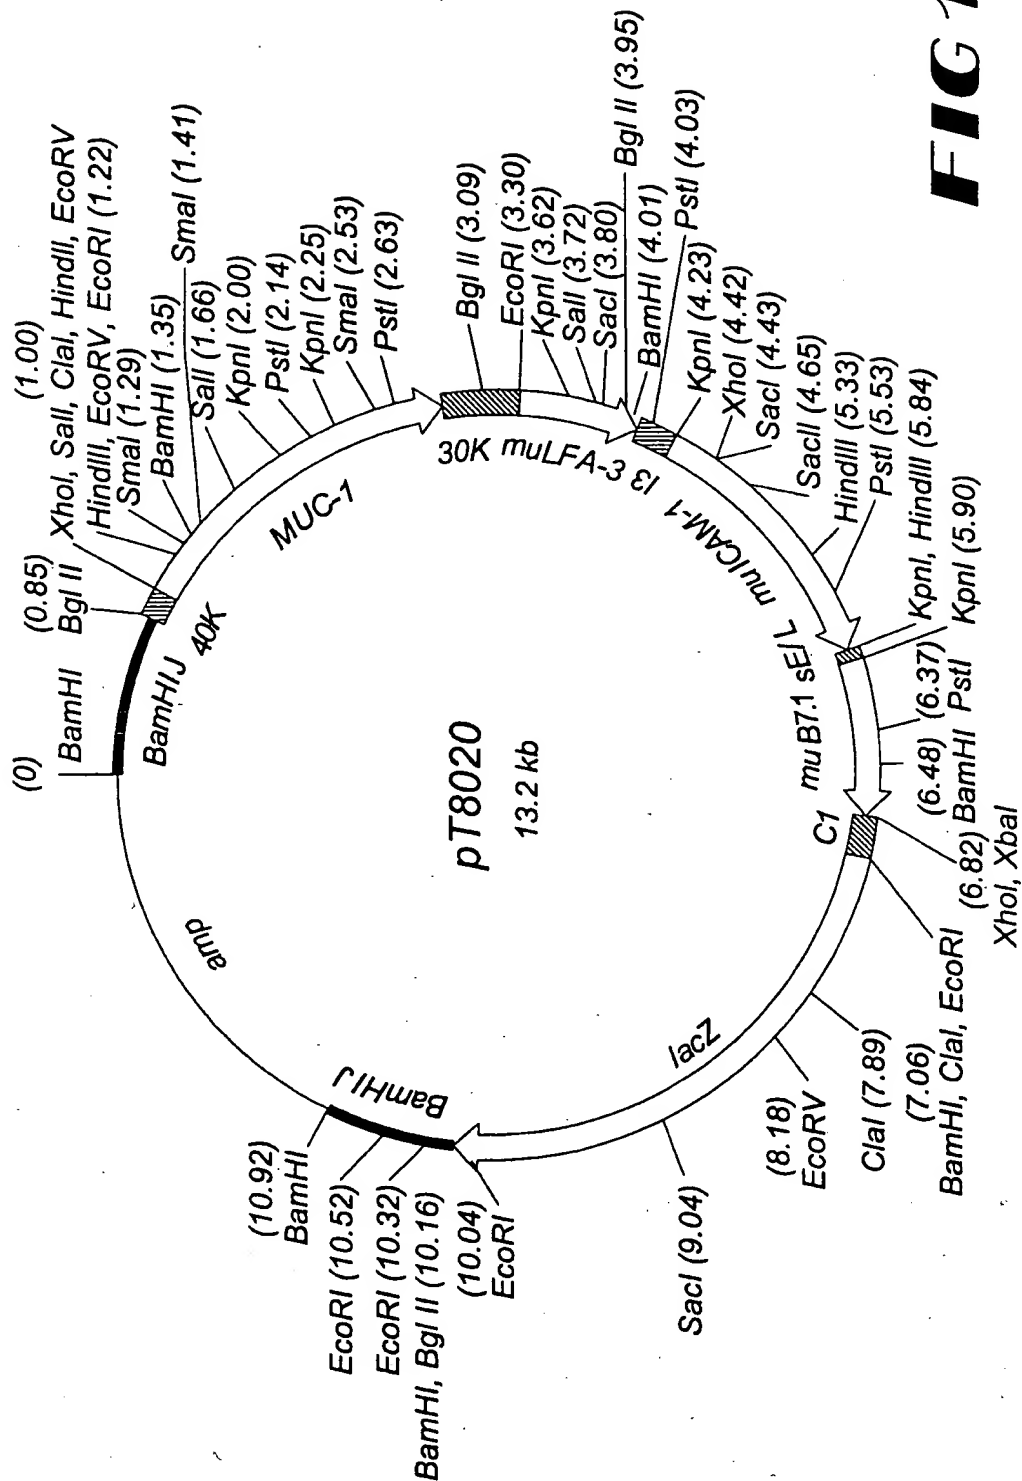 (0)
BamHI
(0.85)
Bgl II
(1.00)
XhoI, SalI, ClaI, HindII, EcoRV
HindIII, EcoRV, EcoRI (1.22)
SmaI (1.29)
BamHI (1.35)
SmaI (1.41)
SalI (1.66)
KpnI (2.00)
PstI (2.14)
KpnI (2.25)
SmaI (2.53)
PstI (2.63)
Bgl II (3.09)
EcoRI (3.30)
KpnI (3.62)
SalI (3.72)
SacI (3.80)
Bgl II (3.95)
BamHI (4.01)
PstI (4.03)
KpnI (4.23)
XhoI (4.42)
SacI (4.43)
SacII (4.65)
HindIII (5.33)
PstI (5.53)
KpnI, HindIII (5.84)
KpnI (5.90)
(6.37)
PstI
(6.48)
BamHI
(6.82)
XhoI, XbaI
(7.06)
BamHI, ClaI, EcoRI
ClaI (7.89)
(8.18)
EcoRV
SacI (9.04)
(10.04)
EcoRI
BamHI, Bgl II (10.16)
EcoRI (10.32)
EcoRI (10.52)
(10.92)
BamHI
BamHIJ
40K
MUC-1
30K
muLFA-3
I3
muICAM-1
sE/L
muB7.1
C1
lacZ
BamHIJ
amp
pT8020
13.2 kb
FIG